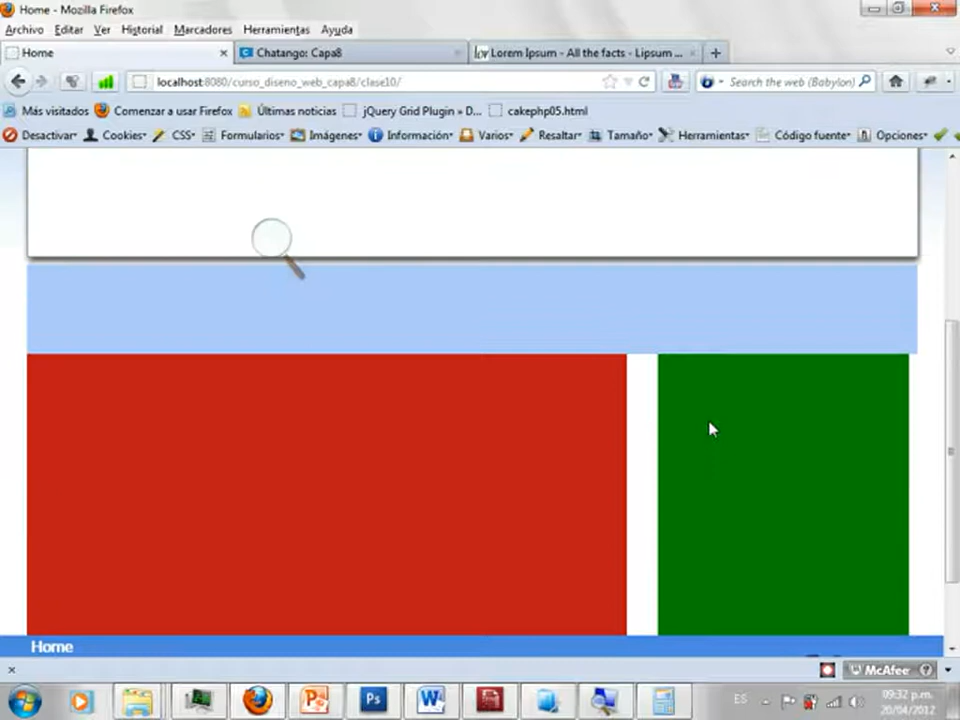 Home - Mozilla Firefox
Archivo Editar Ver Historial Marcadores Herramientas Ayuda
Home × Chatango: Capa8 × Lorem Ipsum - All the facts - Lipsum ... × +
localhost:8080/curso_diseno_web_capa8/clase10/ Search the web (Babylon)
Más visitados Comenzar a usar Firefox Últimas noticias jQuery Grid Plugin » D... cakephp05.html
Desactivar Cookies CSS Formularios Imágenes Información Varios Resaltar Tamaño Herramientas Código fuente Opciones
Home
× McAfee
ES 09:32 p.m.
20/04/2012